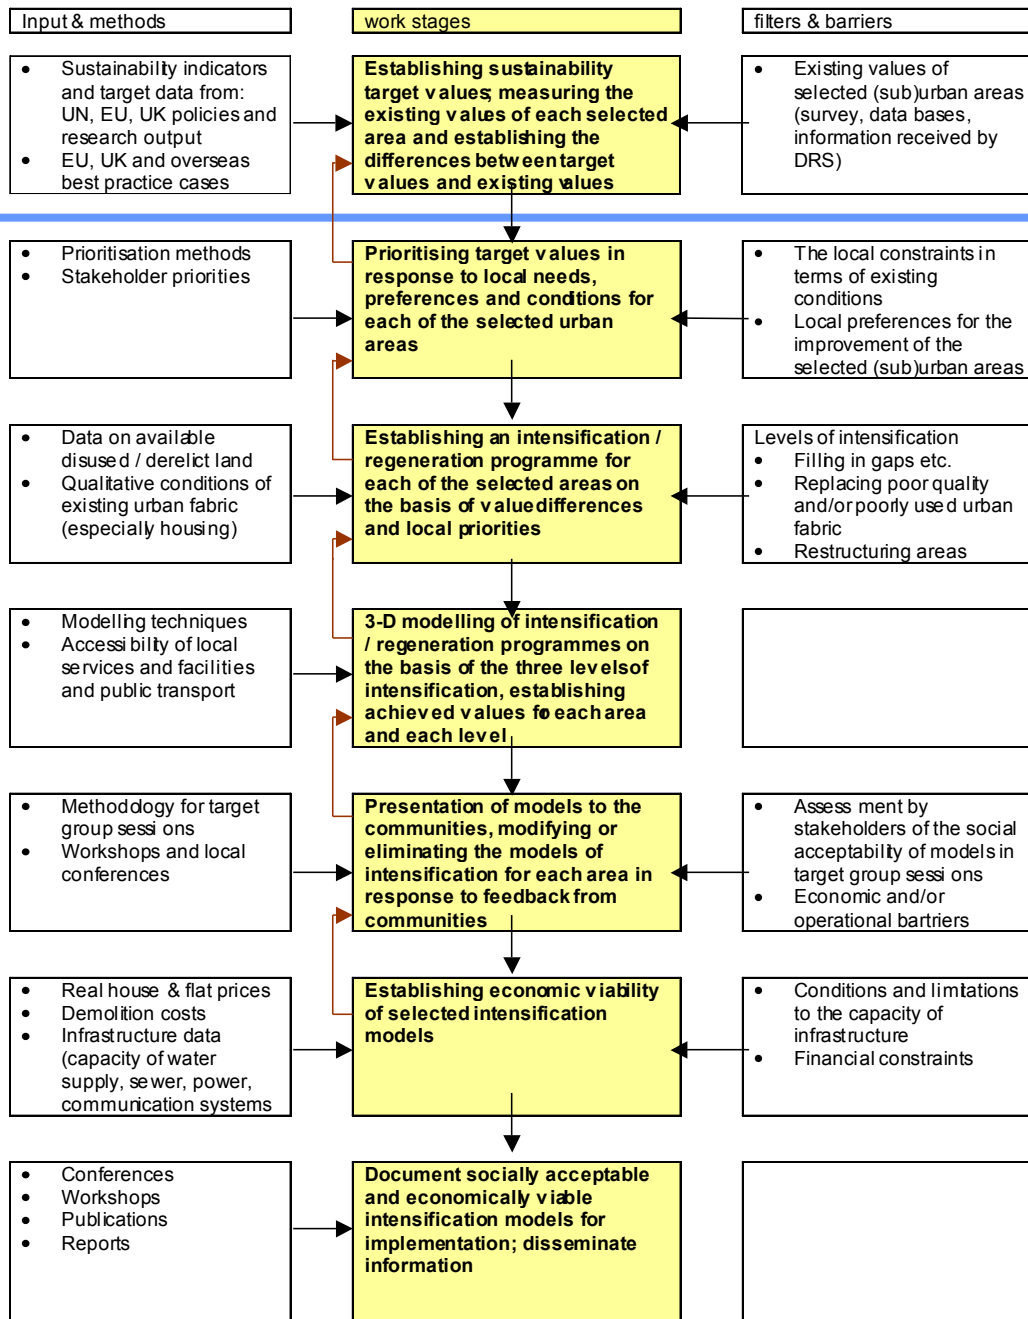 Input & methods
work stages
filters & barriers
• Sustainability indicators
and target data from:
UN, EU, UK policies and
research output
• EU, UK and overseas
best practice cases
Establishing sustainability
target values; measuring the
existing values of each selected
area and establishing the
differences between target
values and existing values
• Existing values of
selected (sub)urban areas
(survey, data bases,
information received by
DRS)
• Prioritisation methods
• Stakeholder priorities
Prioritising target values in
response to local needs,
preferences and conditions for
each of the selected urban
areas
• The local constraints in
terms of existing
conditions
• Local preferences for the
improvement of the
selected (sub)urban areas
• Data on available
disused / derelict land
• Qualitative conditions of
existing urban fabric
(especially housing)
Establishing an intensification /
regeneration programme for
each of the selected areas on
the basis of value differences
and local priorities
Levels of intensification
• Filling in gaps etc.
• Replacing poor quality
and/or poorly used urban
fabric
• Restructuring areas
• Modelling techniques
• Accessibility of local
services and facilities
and public transport
3-D modelling of intensification
/ regeneration programmes on
the basis of the three levels of
intensification, establishing
achieved values for each area
and each level
• Methodology for target
group sessions
• Workshops and local
conferences
Presentation of models to the
communities, modifying or
eliminating the models of
intensification for each area in
response to feedback from
communities
• Assess ment by
stakeholders of the social
acceptability of models in
target group sessions
• Economic and/or
operational bartriers
• Real house & flat prices
• Demolition costs
• Infrastructure data
(capacity of water
supply, sewer, power,
communication systems
Establishing economic viability
of selected intensification
models
• Conditions and limitations
to the capacity of
infrastructure
• Financial constraints
• Conferences
• Workshops
• Publications
• Reports
Document socially acceptable
and economically viable
intensification models for
implementation; disseminate
information